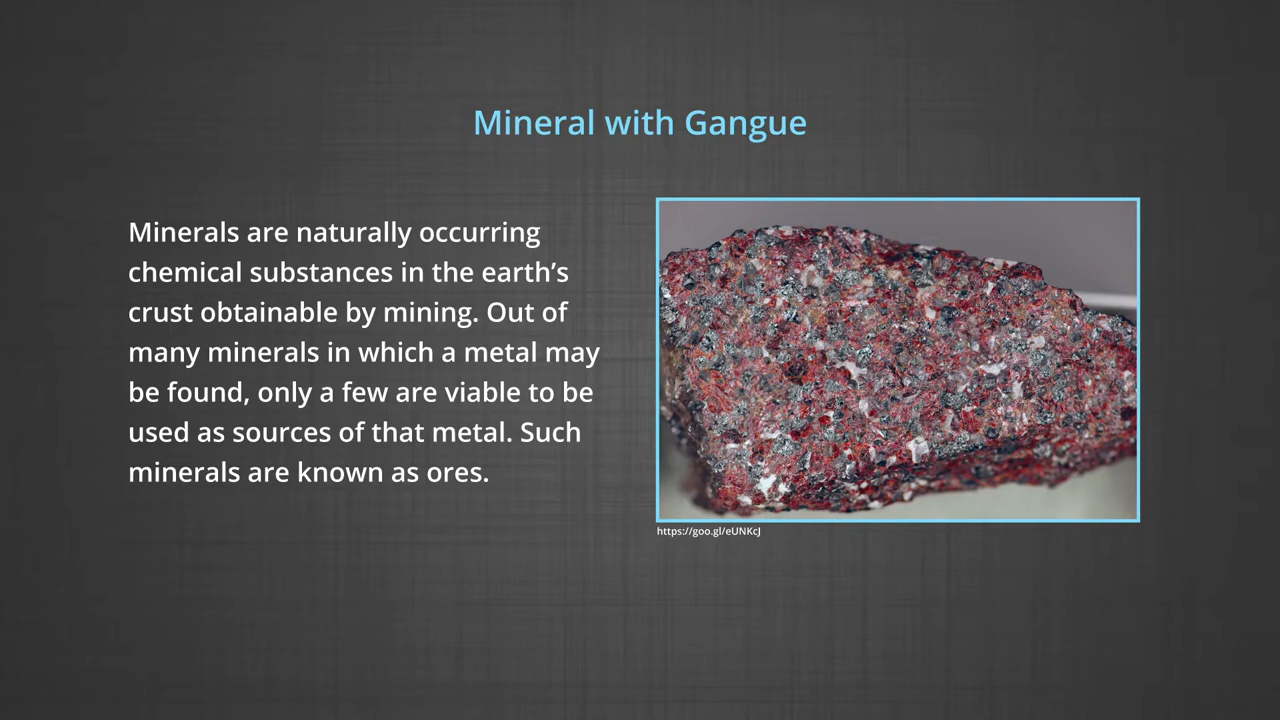 Mineral with Gangue
Minerals are naturally occurring
chemical substances in the earth’s
crust obtainable by mining. Out of
many minerals in which a metal may
be found, only a few are viable to be
used as sources of that metal. Such
minerals are known as ores.
https://goo.gl/eUNKcJ